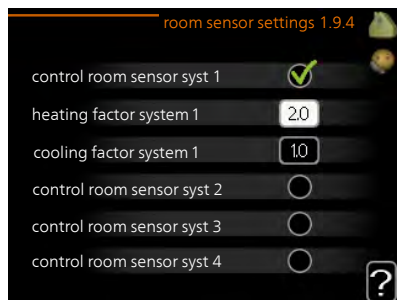 room sensor settings 1.9.4
control room sensor syst 1
heating factor system 1 2.0
cooling factor system 1 1.0
control room sensor syst 2
control room sensor syst 3
control room sensor syst 4
?